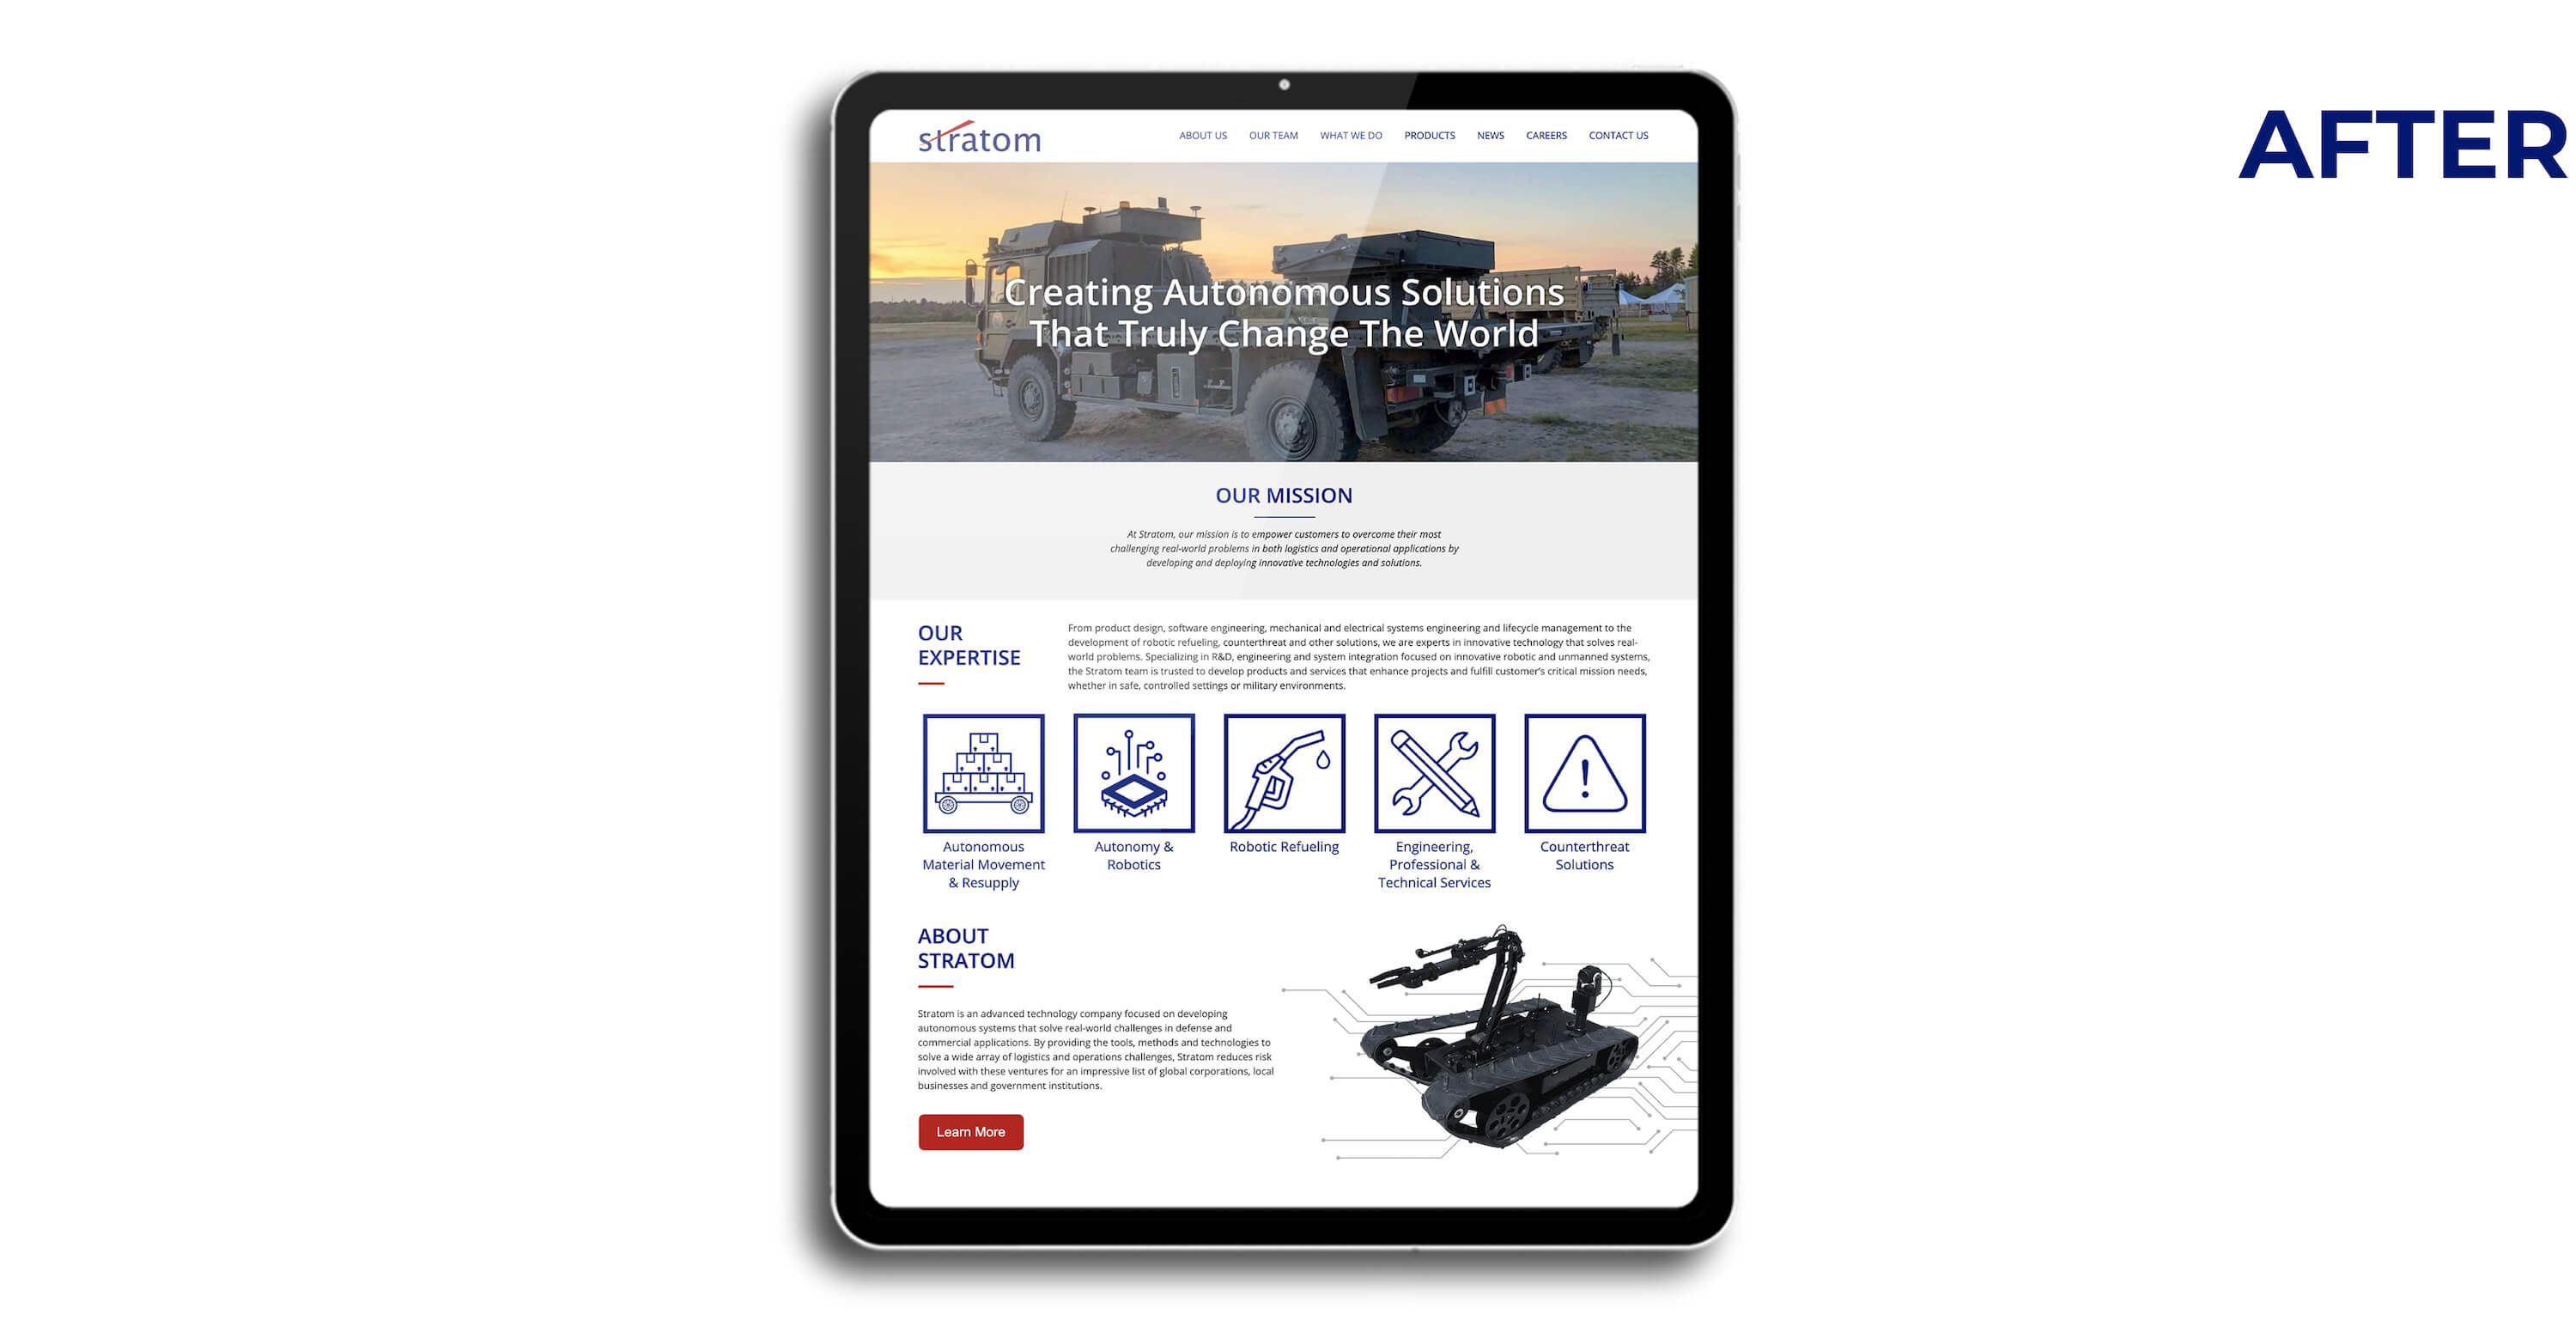 AFTER
stratom
ABOUT US OUR TEAM WHAT WE DO PRODUCTS NEWS CAREERS CONTACT US
Creating Autonomous Solutions
That Truly Change The World
OUR MISSION
At Stratom, our mission is to empower customers to overcome their most
challenging real-world problems in both logistics and operational applications by
developing and deploying innovative technologies and solutions.
OUR
EXPERTISE
From product design, software engineering, mechanical and electrical systems engineering and lifecycle management to the
development of robotic refueling, counterthreat and other solutions, we are experts in innovative technology that solves real-
world problems. Specializing in R&D, engineering and system integration focused on innovative robotic and unmanned systems,
the Stratom team is trusted to develop products and services that enhance projects and fulfill customer's critical mission needs,
whether in safe, controlled settings or military environments.
Autonomous
Material Movement
& Resupply
Autonomy &
Robotics
Robotic Refueling
Engineering,
Professional &
Technical Services
Counterthreat
Solutions
ABOUT
STRATOM
Stratom is an advanced technology company focused on developing
autonomous systems that solve real-world challenges in defense and
commercial applications. By providing the tools, methods and technologies to
solve a wide array of logistics and operations challenges, Stratom reduces risk
involved with these ventures for an impressive list of global corporations, local
businesses and government institutions.
Learn More